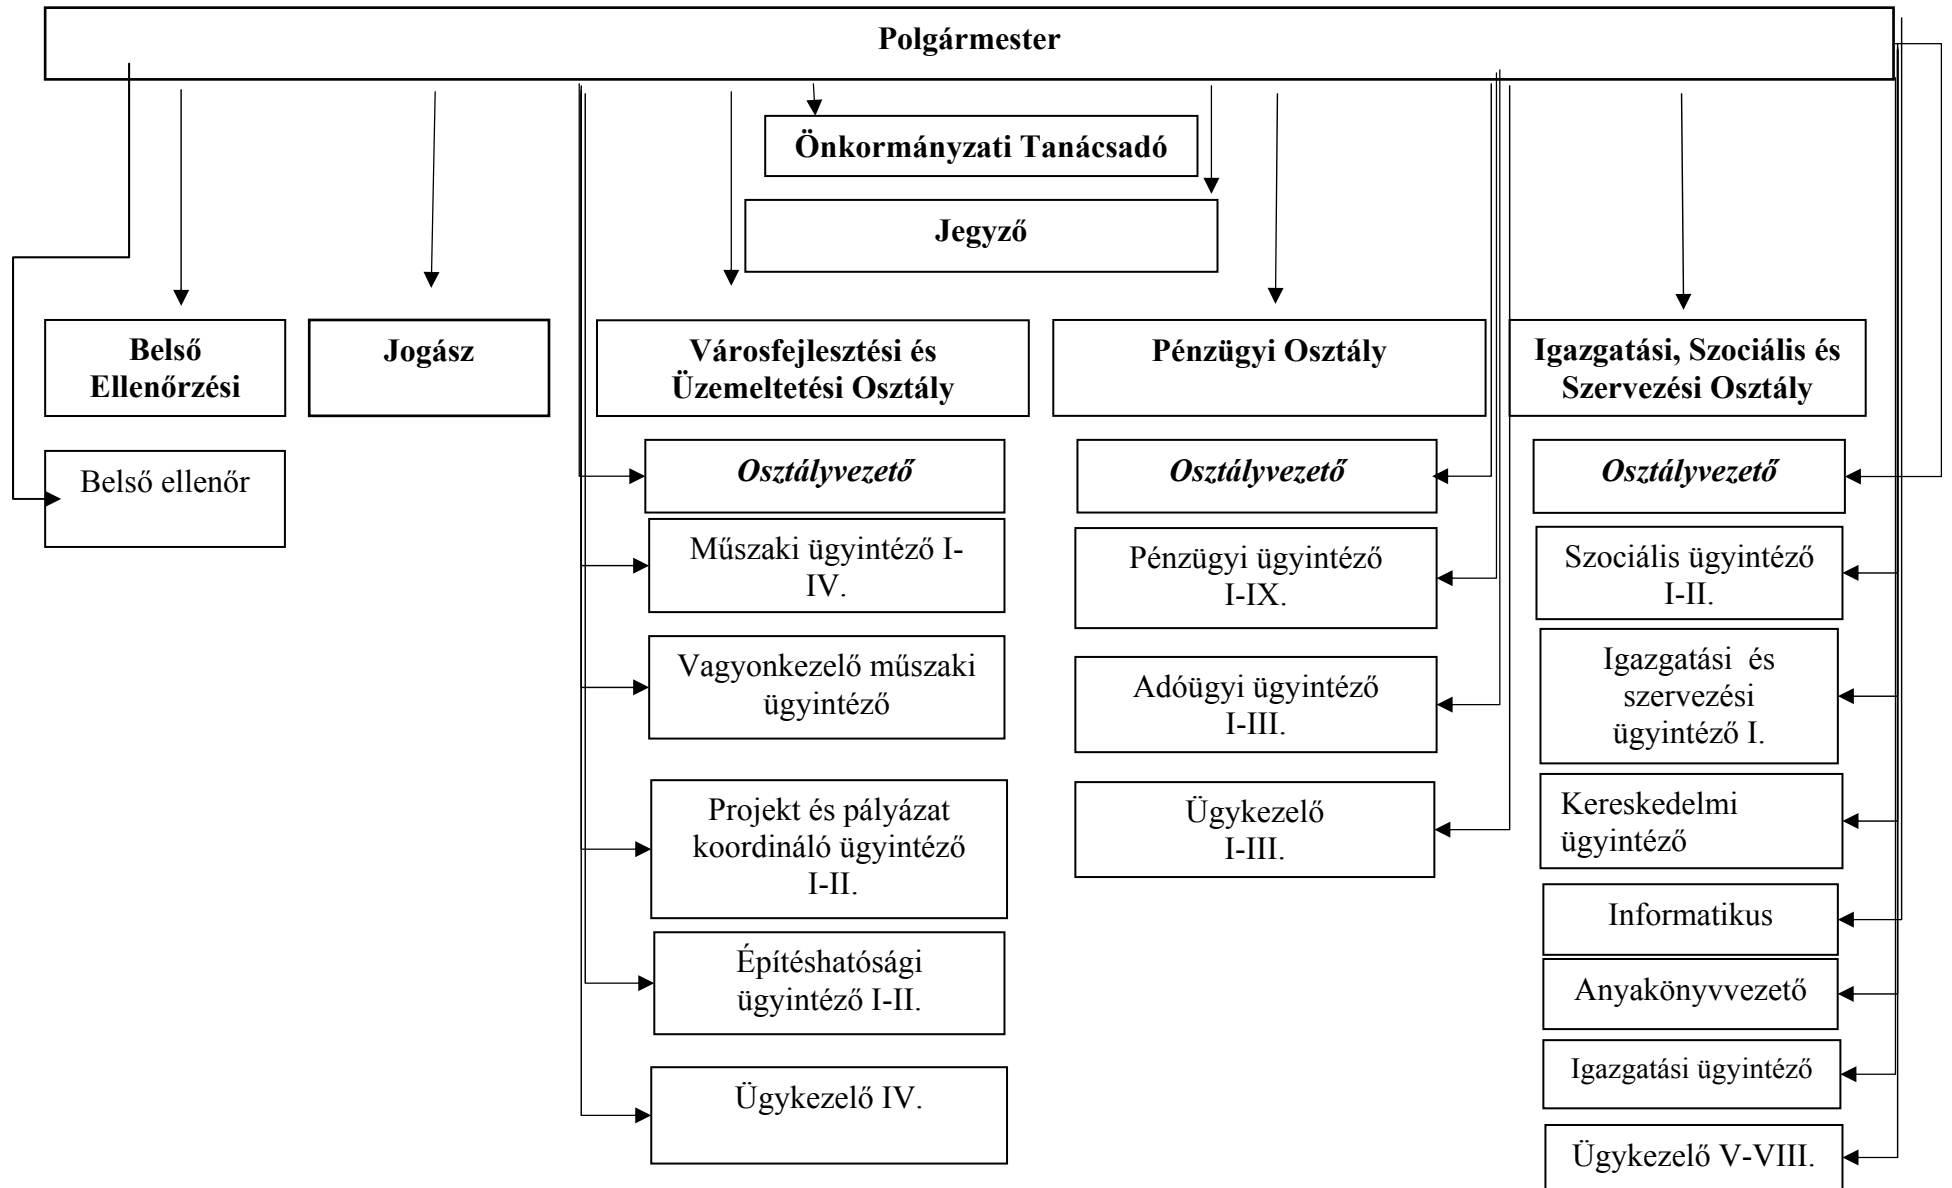 Polgármester
Önkormányzati Tanácsadó
Jegyző
Belső
Ellenőrzési
Jogász
Városfejlesztési és
Üzemeltetési Osztály
Pénzügyi Osztály
Igazgatási, Szociális és
Szervezési Osztály
Belső ellenőr
Osztályvezető
Műszaki ügyintéző I-
IV.
Vagyonkezelő műszaki
ügyintéző
Projekt és pályázat
koordináló ügyintéző
I-II.
Építéshatósági
ügyintéző I-II.
Ügykezelő IV.
Osztályvezető
Pénzügyi ügyintéző
I-IX.
Adóügyi ügyintéző
I-III.
Ügykezelő
I-III.
Osztályvezető
Szociális ügyintéző
I-II.
Igazgatási és
szervezési
ügyintéző I.
Kereskedelmi
ügyintéző
Informatikus
Anyakönyvvezető
Igazgatási ügyintéző
Ügykezelő V-VIII.